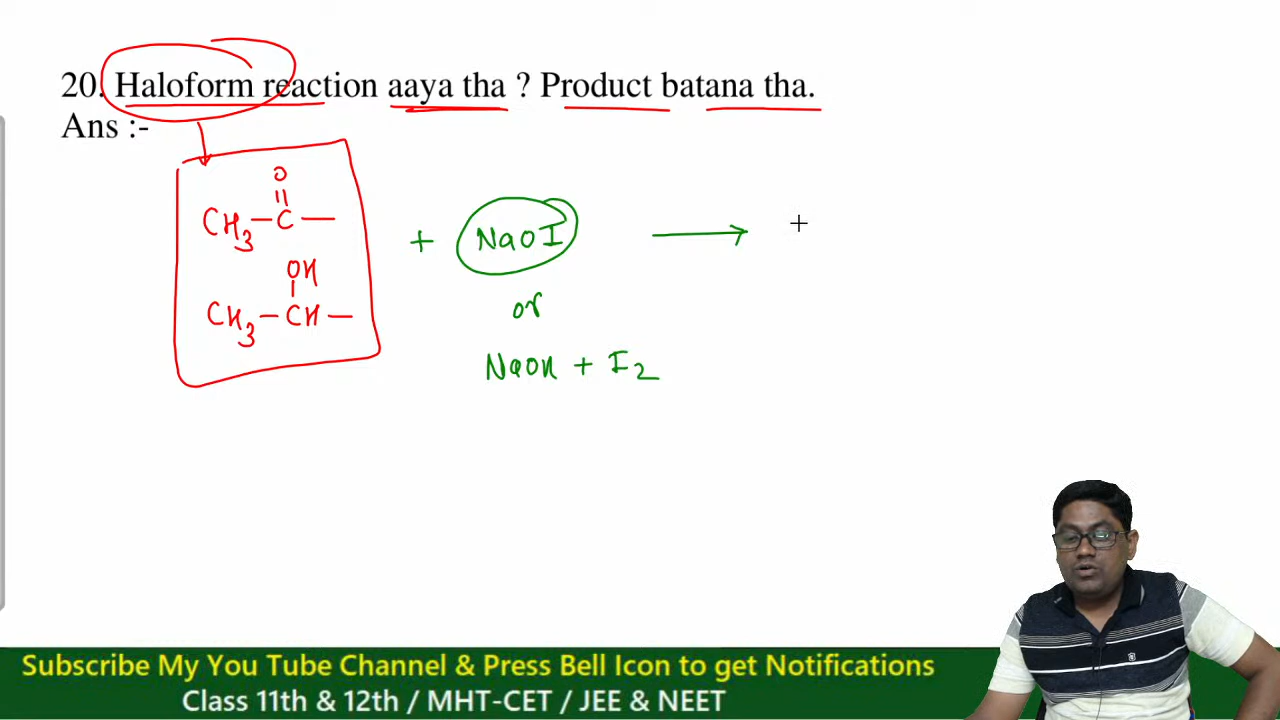 20. Haloform reaction aaya tha ? Product batana tha.
Ans :-
O
||
CH3-C-
+ NaOI →
OH
|
CH3-CH-
or
NaOH + I2
Subscribe My You Tube Channel & Press Bell Icon to get Notifications
Class 11th & 12th / MHT-CET / JEE & NEET